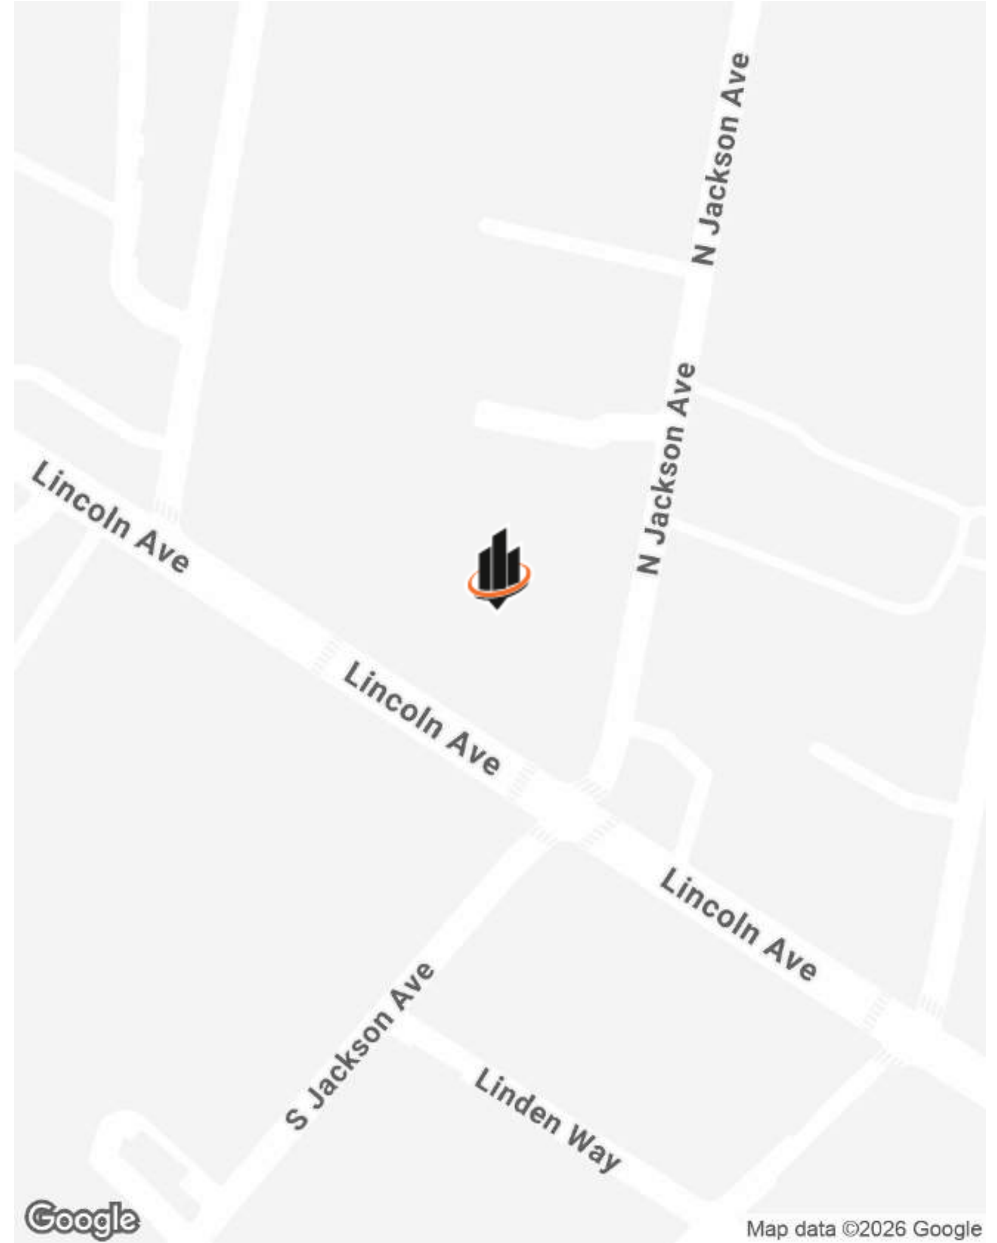 N Jackson Ave
N Jackson Ave
Lincoln Ave
Lincoln Ave
Lincoln Ave
S Jackson Ave
Linden Way
Google
Map data ©2026 Google